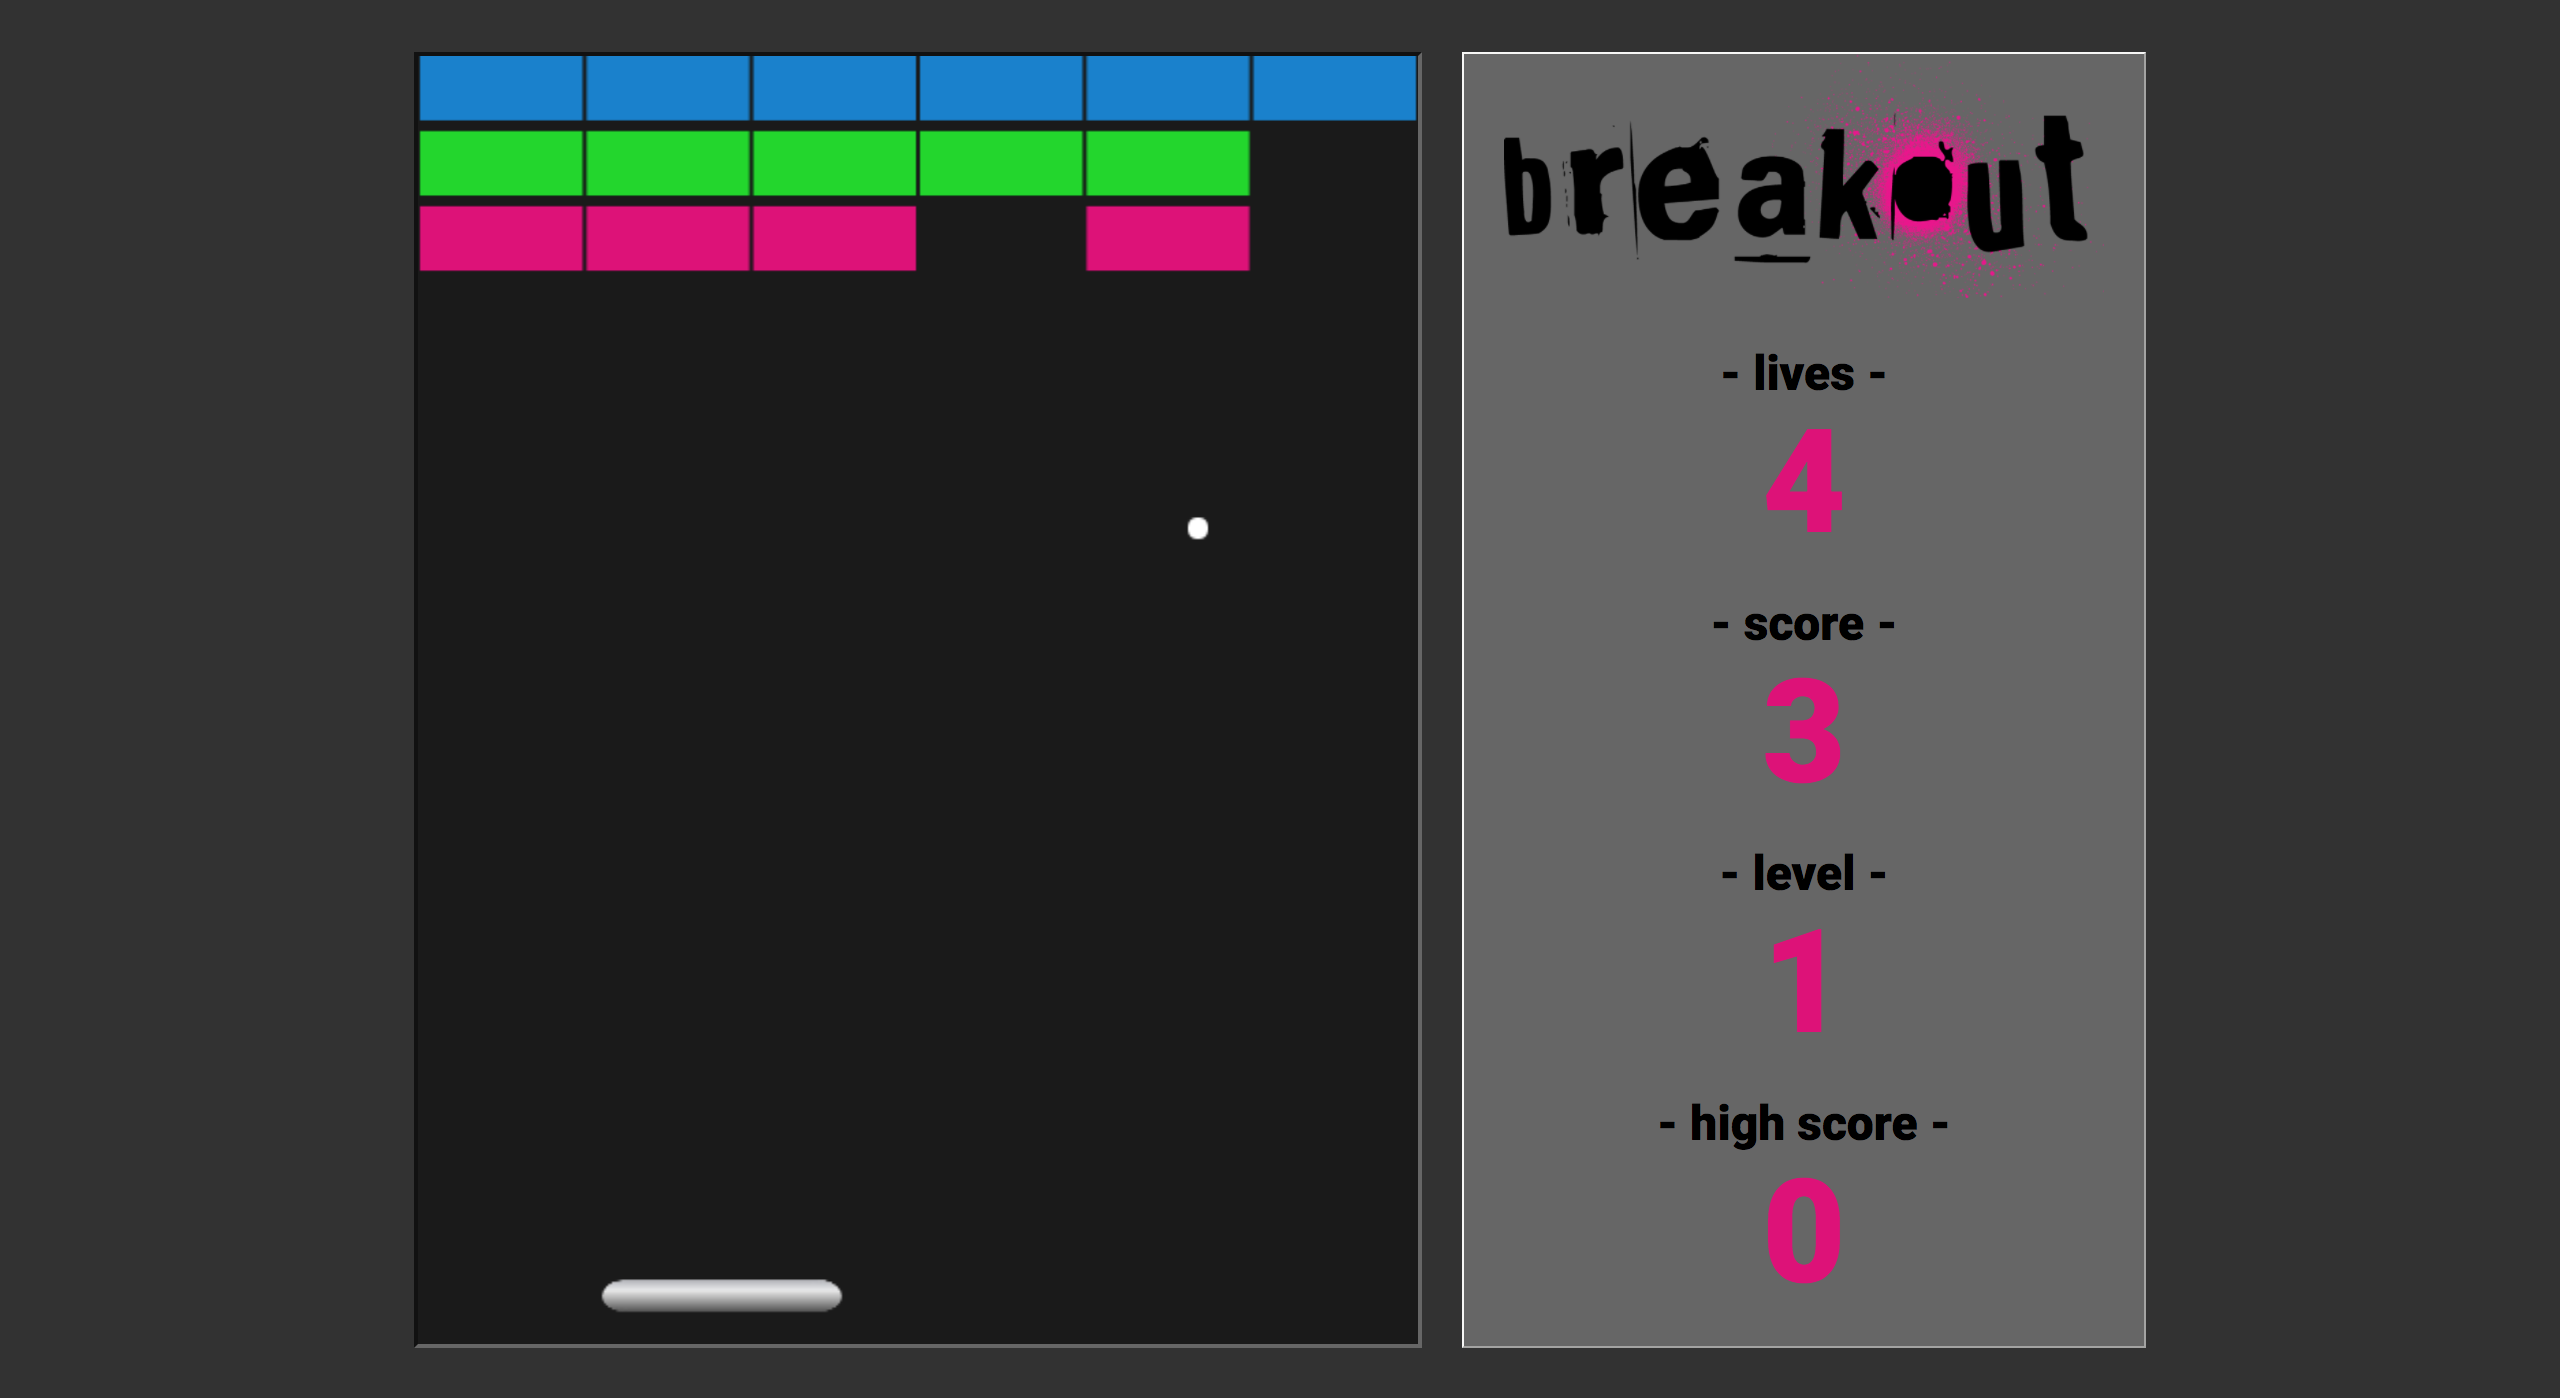 breakout
- lives -
4
- score -
3
- level -
1
- high score -
0